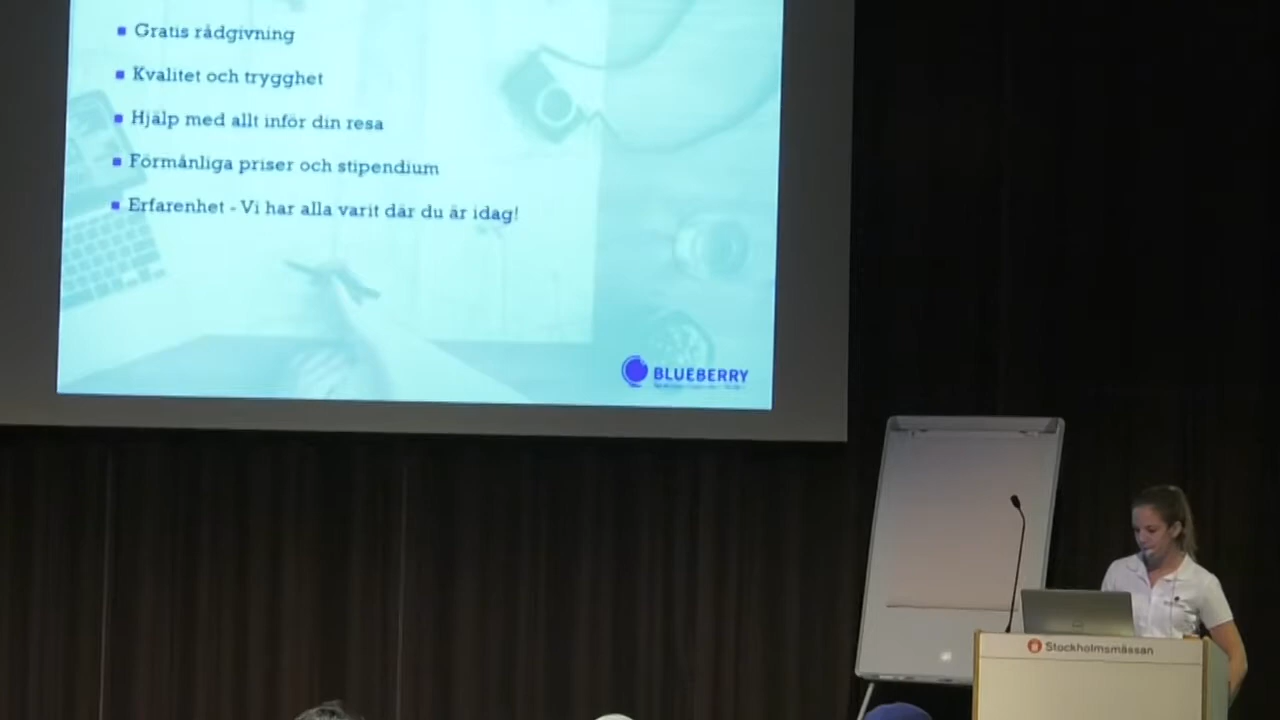 Gratis rådgivning
Kvalitet och trygghet
Hjälp med allt inför din resa
Förmånliga priser och stipendium
Erfarenhet - Vi har alla varit där du är idag!
BLUEBERRY
Stockholmsmässan